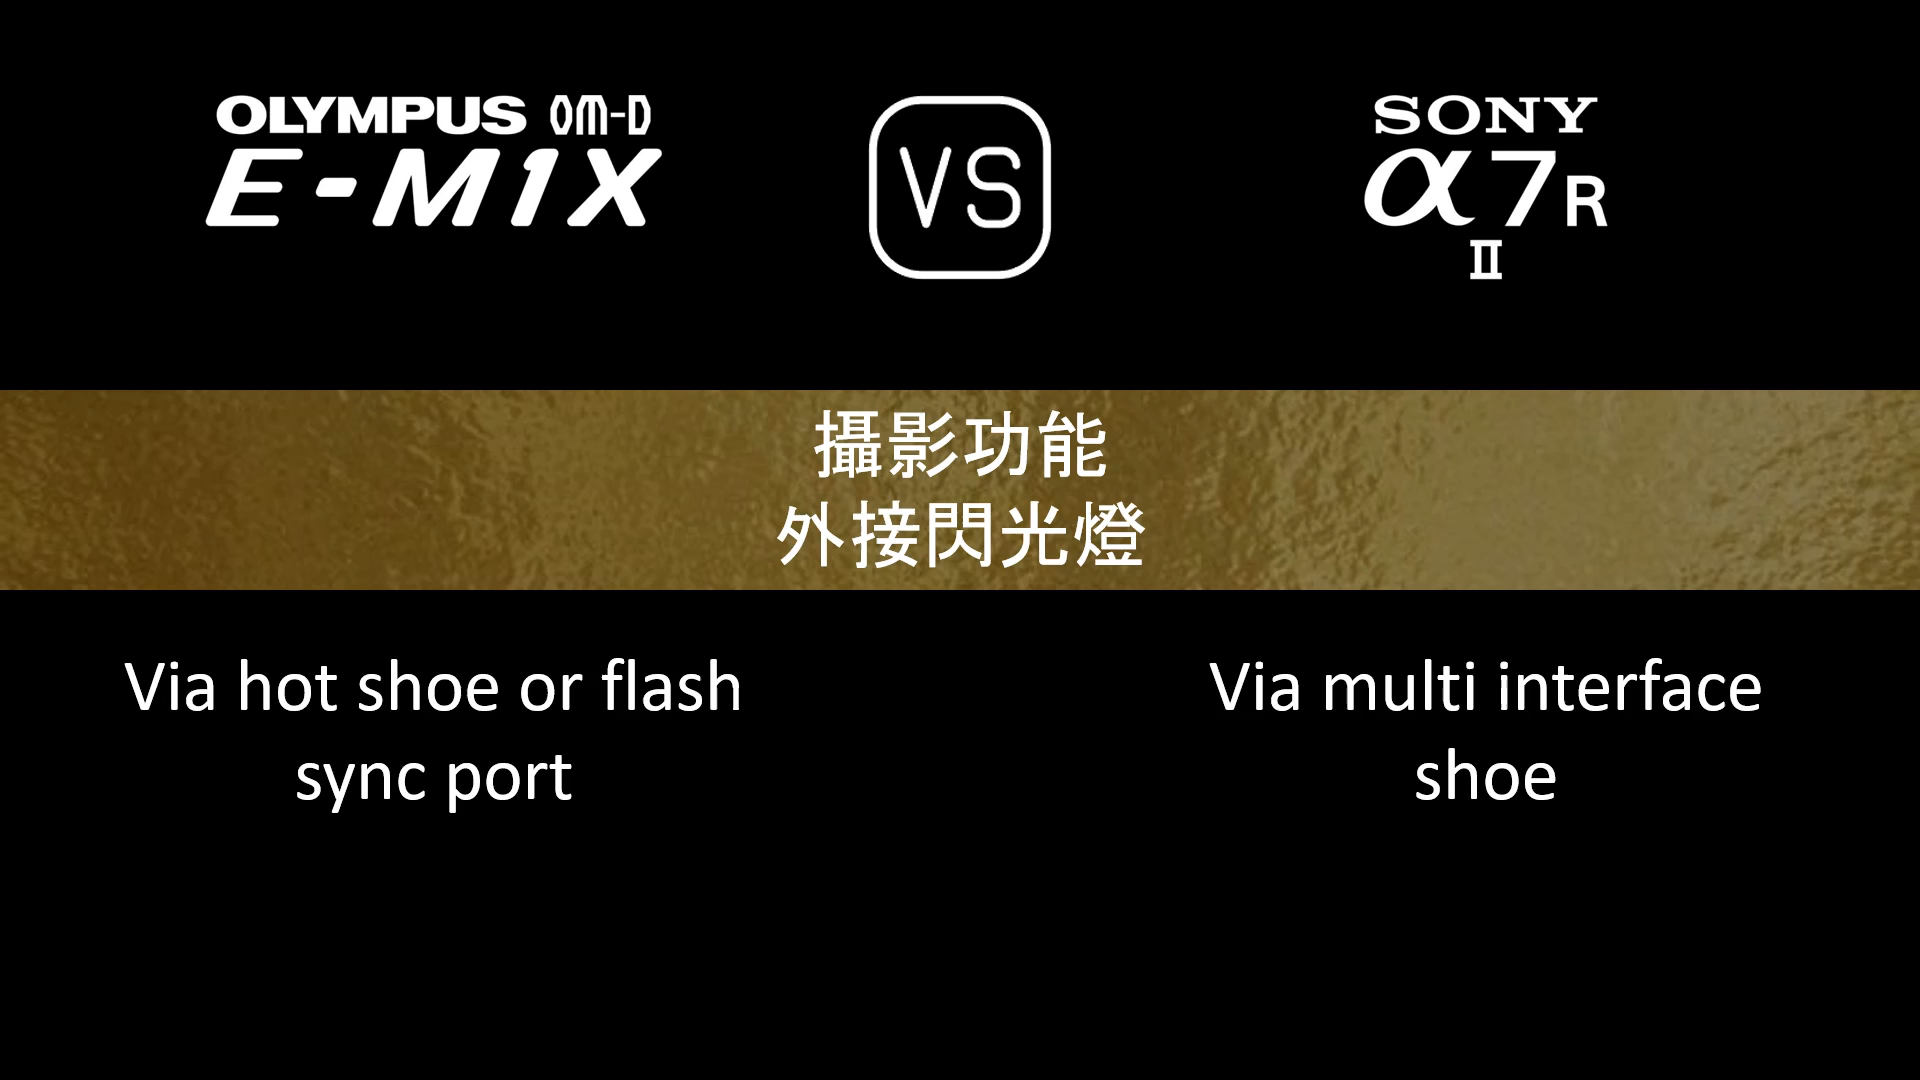 OLYMPUS OM-D
E-M1X
VS
SONY
α7R
II
攝影功能
外接閃光燈
Via hot shoe or flash
sync port
Via multi interface
shoe